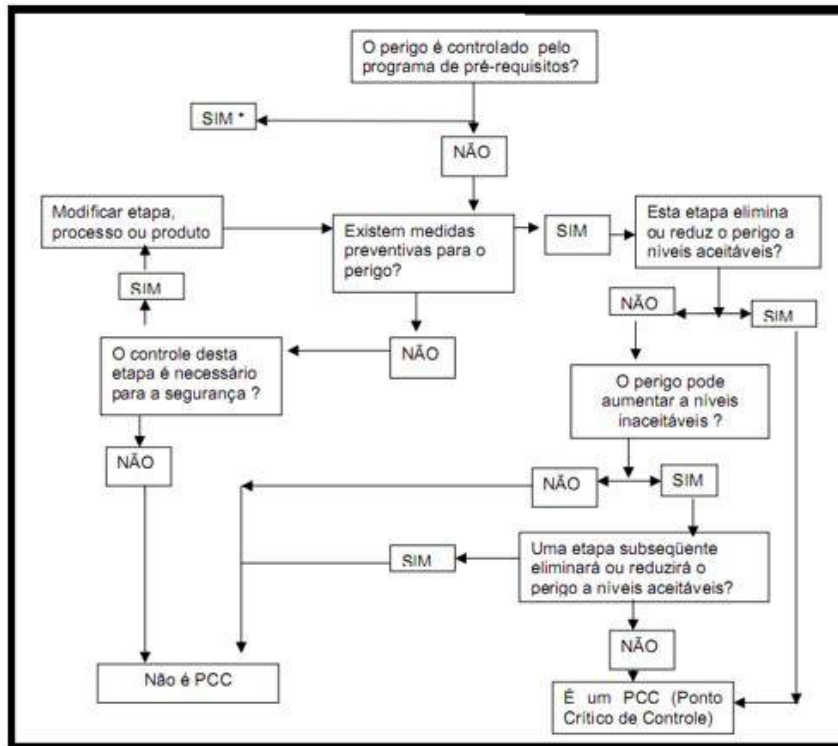 O perigo é controlado pelo
programa de pré-requisitos?
SIM *
NÃO
Modificar etapa,
processo ou produto
Existem medidas
preventivas para o
perigo?
SIM
Esta etapa elimina
ou reduz o perigo a
níveis aceitáveis?
SIM
NÃO
SIM
O controle desta
etapa é necessário
para a segurança ?
NÃO
O perigo pode
aumentar a níveis
inaceitáveis ?
NÃO
NÃO
SIM
Uma etapa subseqüente
eliminará ou reduzirá o
perigo a níveis aceitáveis?
SIM
NÃO
Não é PCC
É um PCC (Ponto
Crítico de Controle)